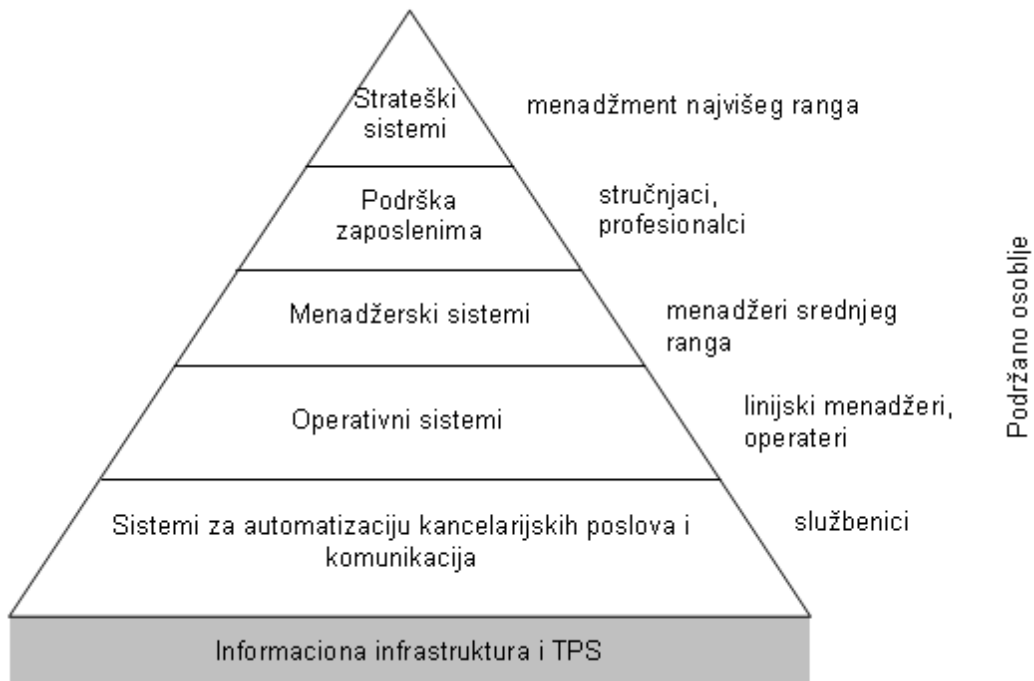 Strateški
sistemi
menadžment najvišeg ranga
Podrška
zaposlenima
stručnjaci,
profesionalci
Menadžerski sistemi
menadžeri srednjeg
ranga
Operativni sistemi
linijski menadžeri,
operateri
Sistemi za automatizaciju kancelarijskih poslova i
komunikacija
službenici
Informaciona infrastruktura i TPS
Podržano osoblje